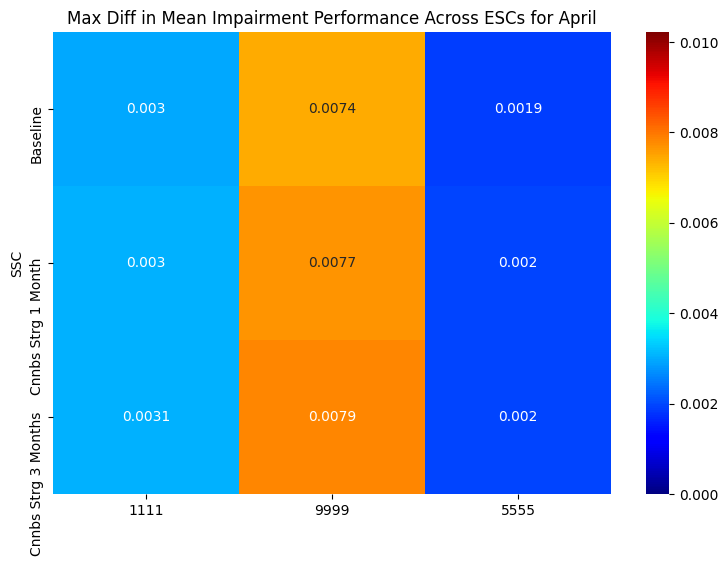 Max Diff in Mean Impairment Performance Across ESCs for April
SSC
Baseline
Cnnbs Strg 1 Month
Cnnbs Strg 3 Months
0.003 0.0074 0.0019
0.003 0.0077 0.002
0.0031 0.0079 0.002
1111 9999 5555
0.010
0.008
0.006
0.004
0.002
0.000